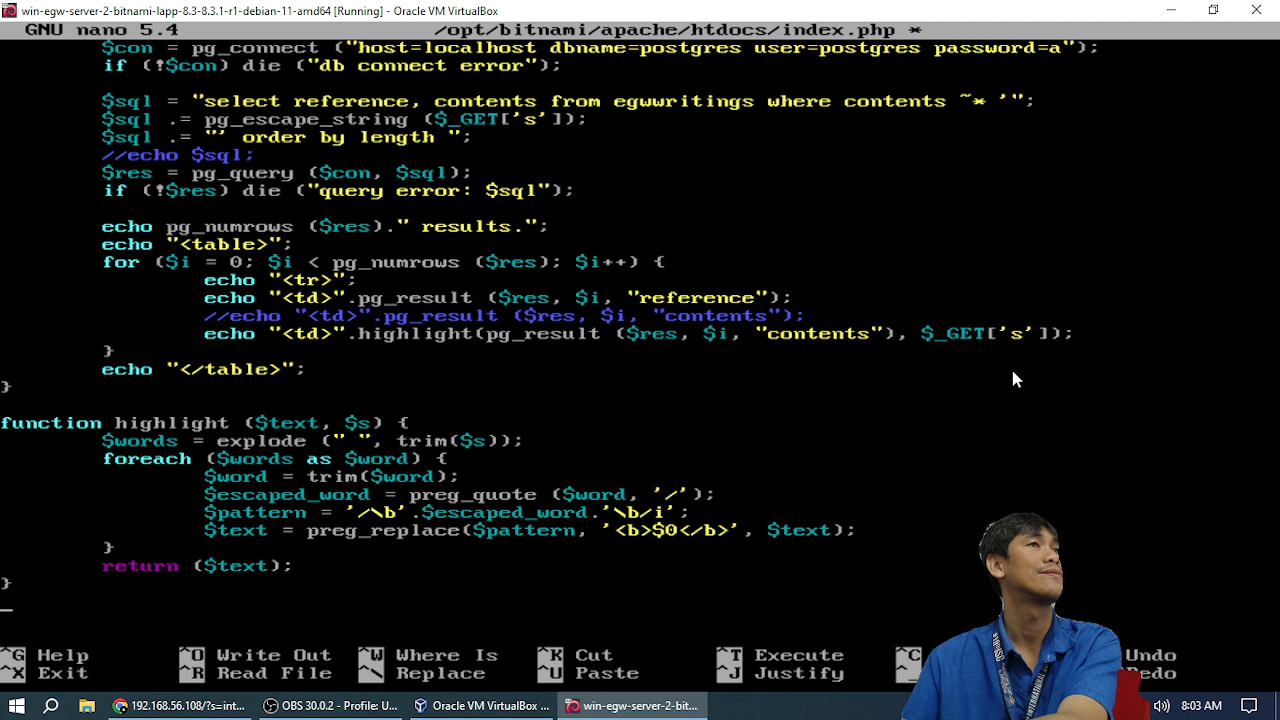 win-egw-server-2-bitnami-lapp-8.3-8.3.1-r1-debian-11-amd64 [Running] - Oracle VM VirtualBox
GNU nano 5.4 /opt/bitnami/apache/htdocs/index.php *
$con = pg_connect ("host=localhost dbname=postgres user=postgres password=a");
if (!$con) die ("db connect error");
$sql = "select reference, contents from egwwritings where contents ~* '";
$sql .= pg_escape_string ($_GET['s']);
$sql .= "' order by length ";
//echo $sql;
$res = pg_query ($con, $sql);
if (!$res) die ("query error: $sql");
echo pg_numrows ($res)." results.";
echo "<table>";
for ($i = 0; $i < pg_numrows ($res); $i++) {
echo "<tr>";
echo "<td>".pg_result ($res, $i, "reference");
//echo "<td>".pg_result ($res, $i, "contents");
echo "<td>".highlight(pg_result ($res, $i, "contents"), $_GET['s']);
}
echo "</table>";
}
function highlight ($text, $s) {
$words = explode (" ", trim($s));
foreach ($words as $word) {
$word = trim($word);
$escaped_word = preg_quote ($word, '/');
$pattern = '/\b'.$escaped_word.'\b/i';
$text = preg_replace($pattern, '<b>$0</b>', $text);
}
return ($text);
}
^G Help ^O Write Out ^W Where Is ^K Cut ^T Execute ^C Undo
^X Exit ^R Read File ^\ Replace ^U Paste ^J Justify
192.168.56.108/?s=int... OBS 30.0.2 - Profile: U... Oracle VM VirtualBox ... win-egw-server-2-bit... 8:03 AM